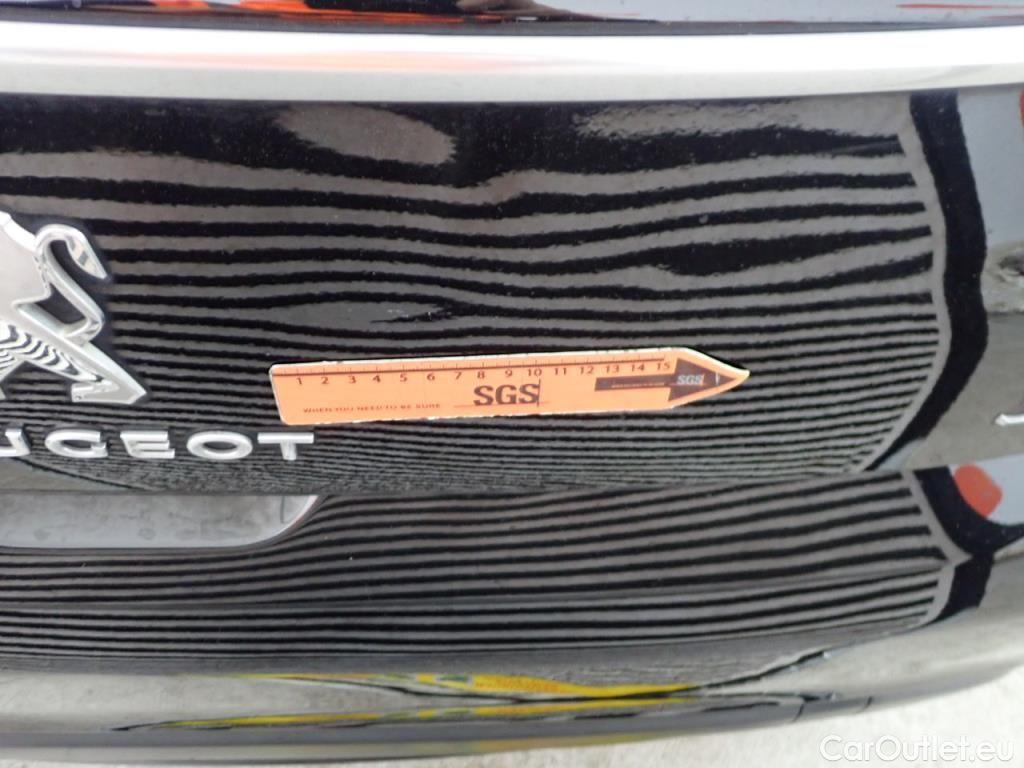 1 2 3 4 5 6 7 8 9 10 11 12 13 14 15
SGS
SGS
WHEN YOU NEED TO BE SURE
UGEOT
CarOutlet.eu